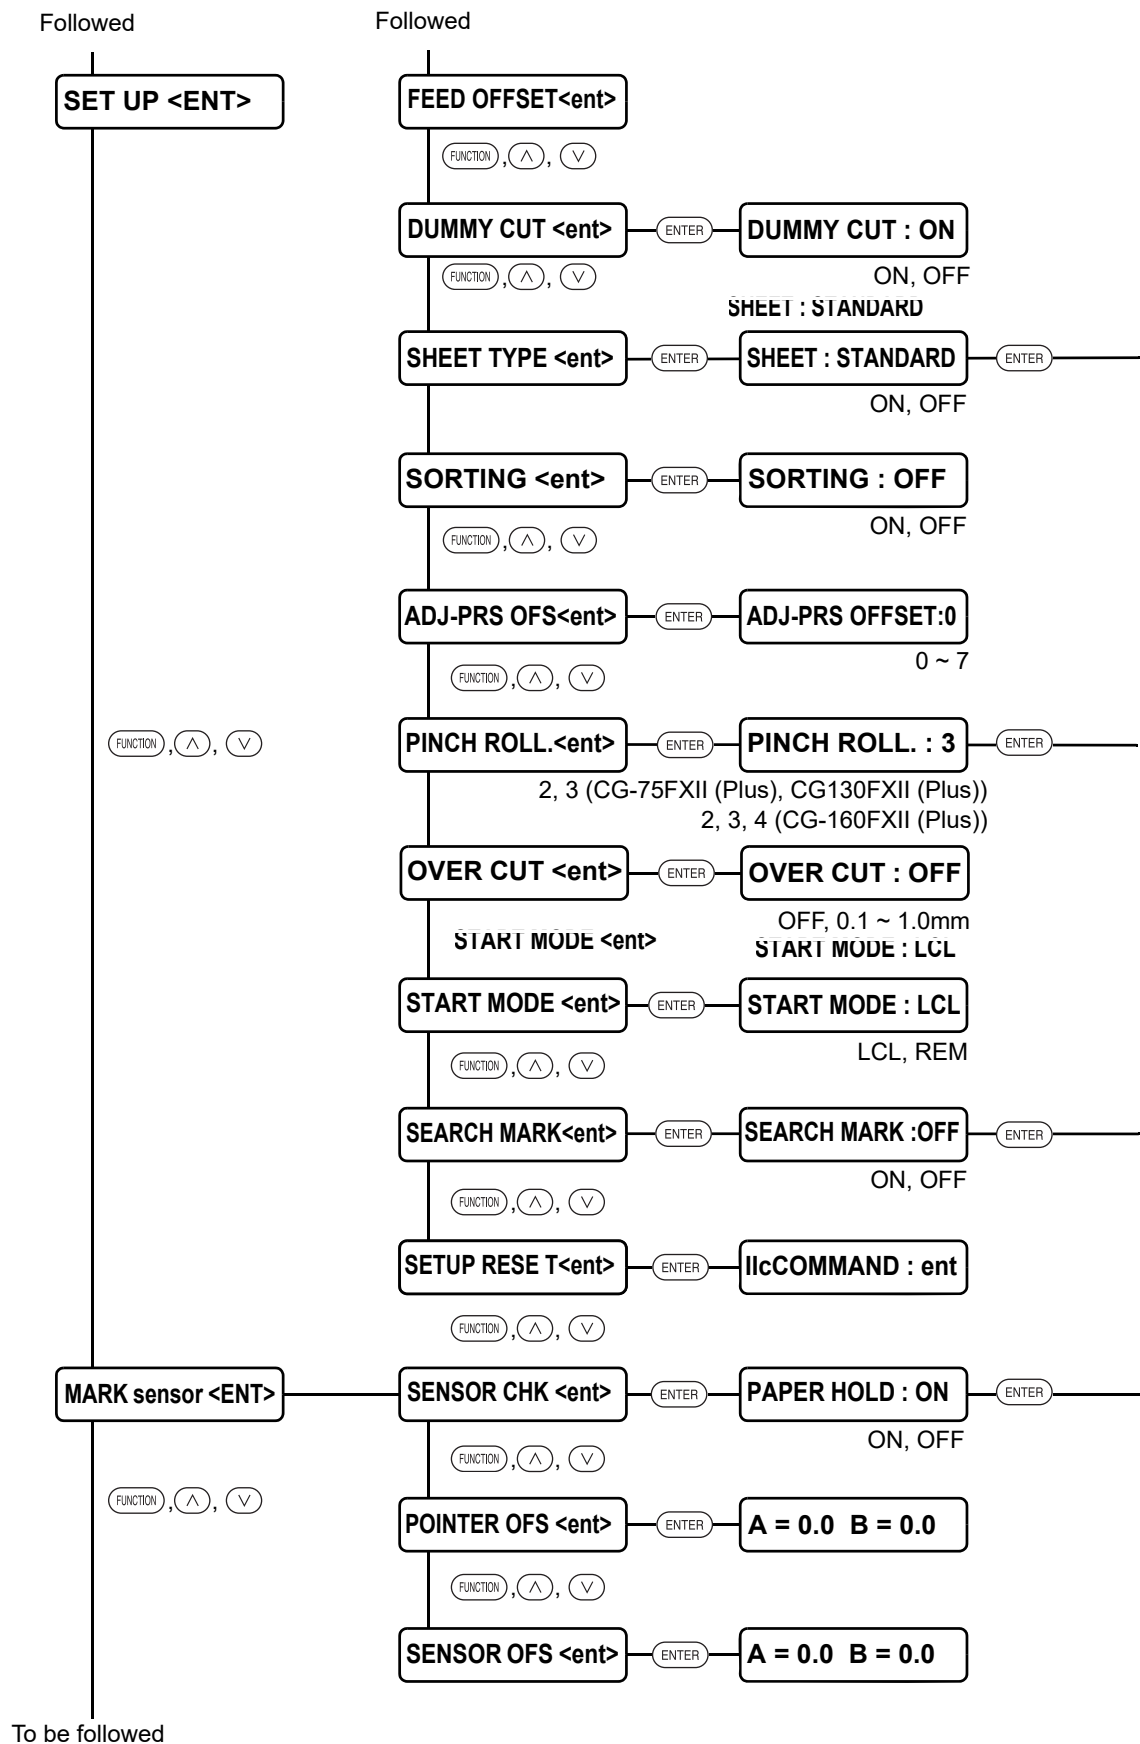 Followed
Followed
SET UP <ENT>
FEED OFFSET<ent>
FUNCTION , ∧ , ∨
DUMMY CUT <ent> ENTER DUMMY CUT : ON
FUNCTION , ∧ , ∨
ON, OFF
SHEET : STANDARD
SHEET TYPE <ent> ENTER SHEET : STANDARD ENTER
ON, OFF
SORTING <ent> ENTER SORTING : OFF
ON, OFF
FUNCTION , ∧ , ∨
ADJ-PRS OFS<ent> ENTER ADJ-PRS OFFSET:0
0 ~ 7
FUNCTION , ∧ , ∨
FUNCTION , ∧ , ∨
PINCH ROLL.<ent> ENTER PINCH ROLL. : 3 ENTER
2, 3 (CG-75FXII (Plus), CG130FXII (Plus))
2, 3, 4 (CG-160FXII (Plus))
OVER CUT <ent> ENTER OVER CUT : OFF
OFF, 0.1 ~ 1.0mm
START MODE <ent>
START MODE : LCL
START MODE <ent> ENTER START MODE : LCL
LCL, REM
FUNCTION , ∧ , ∨
SEARCH MARK<ent> ENTER SEARCH MARK :OFF ENTER
ON, OFF
FUNCTION , ∧ , ∨
SETUP RESE T<ent> ENTER IIcCOMMAND : ent
FUNCTION , ∧ , ∨
MARK sensor <ENT>
SENSOR CHK <ent> ENTER PAPER HOLD : ON ENTER
ON, OFF
FUNCTION , ∧ , ∨
FUNCTION , ∧ , ∨
POINTER OFS <ent> ENTER A = 0.0 B = 0.0
FUNCTION , ∧ , ∨
SENSOR OFS <ent> ENTER A = 0.0 B = 0.0
To be followed